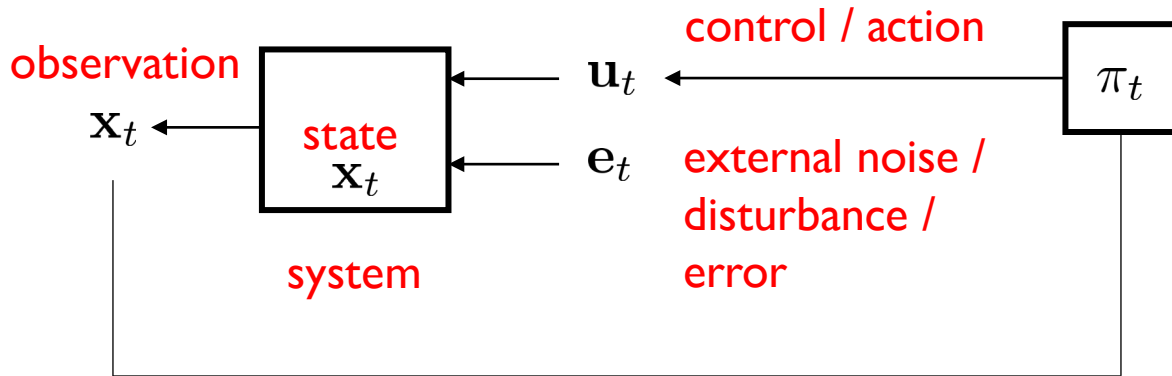 control / action
observation
u_t
π_t
x_t
state
x_t
e_t
external noise /
disturbance /
error
system